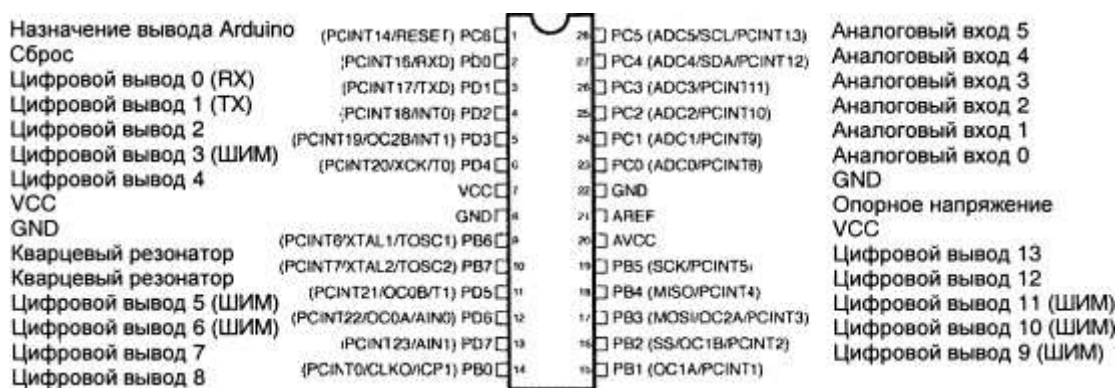 Назначение вывода Arduino
Сброс
Цифровой вывод 0 (RX)
Цифровой вывод 1 (TX)
Цифровой вывод 2
Цифровой вывод 3 (ШИМ)
Цифровой вывод 4
VCC
GND
Кварцевый резонатор
Кварцевый резонатор
Цифровой вывод 5 (ШИМ)
Цифровой вывод 6 (ШИМ)
Цифровой вывод 7
Цифровой вывод 8
(PCINT14/RESET) PC6 1
(PCINT16/RXD) PD0 2
(PCINT17/TXD) PD1 3
(PCINT18/INT0) PD2 4
(PCINT19/OC2B/INT1) PD3 5
(PCINT20/XCK/T0) PD4 6
VCC 7
GND 8
(PCINT6/XTAL1/TOSC1) PB6 9
(PCINT7/XTAL2/TOSC2) PB7 10
(PCINT21/OC0B/T1) PD5 11
(PCINT22/OC0A/AIN0) PD6 12
(PCINT23/AIN1) PD7 13
(PCINT0/CLKO/ICP1) PB0 14
28 PC5 (ADC5/SCL/PCINT13)
27 PC4 (ADC4/SDA/PCINT12)
26 PC3 (ADC3/PCINT11)
25 PC2 (ADC2/PCINT10)
24 PC1 (ADC1/PCINT9)
23 PC0 (ADC0/PCINT8)
22 GND
21 AREF
20 AVCC
19 PB5 (SCK/PCINT5)
18 PB4 (MISO/PCINT4)
17 PB3 (MOSI/OC2A/PCINT3)
16 PB2 (SS/OC1B/PCINT2)
15 PB1 (OC1A/PCINT1)
Аналоговый вход 5
Аналоговый вход 4
Аналоговый вход 3
Аналоговый вход 2
Аналоговый вход 1
Аналоговый вход 0
GND
Опорное напряжение
VCC
Цифровой вывод 13
Цифровой вывод 12
Цифровой вывод 11 (ШИМ)
Цифровой вывод 10 (ШИМ)
Цифровой вывод 9 (ШИМ)